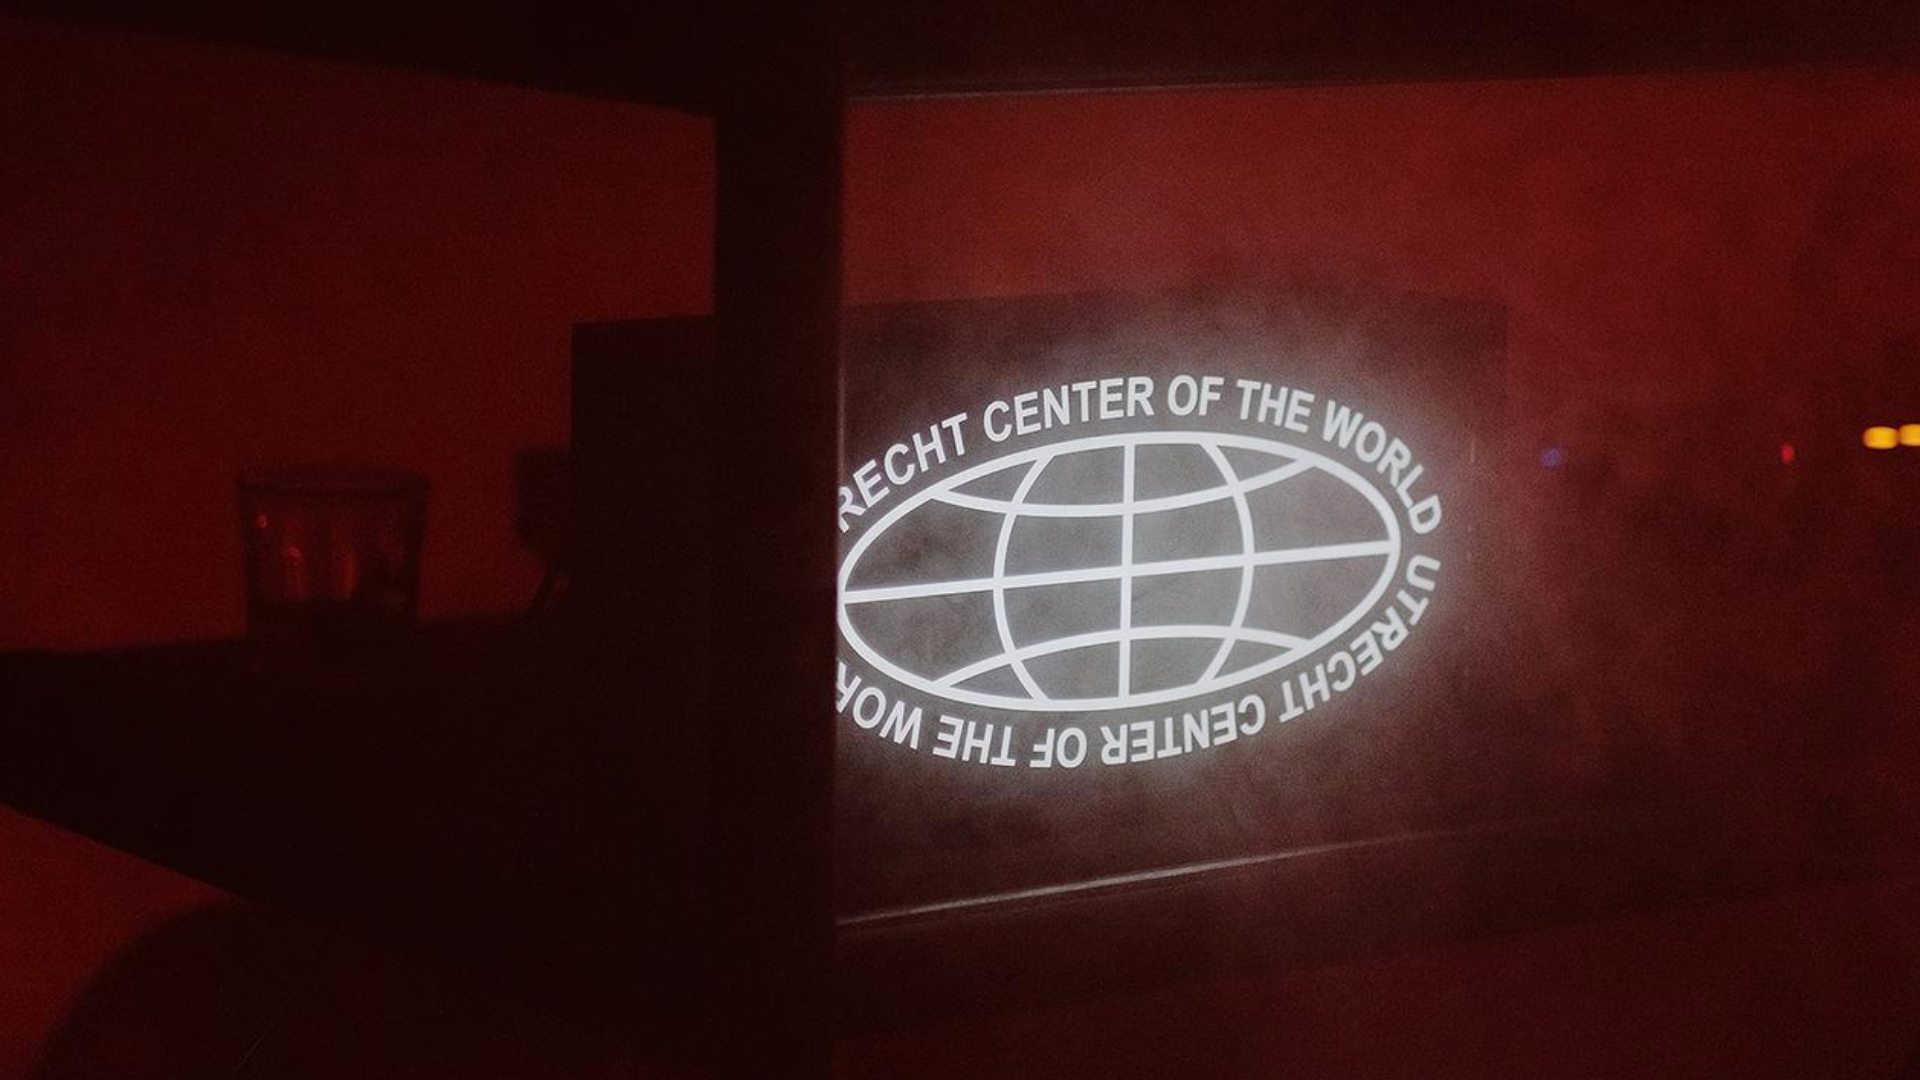 RECHT CENTER OF THE WORLD
UTRECHT CENTER OF THE WOR